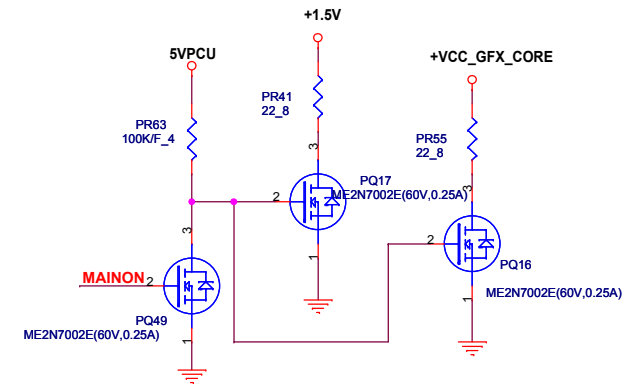 +1.5V
5VPCU
+VCC_GFX_CORE
PR41
22_8
PR63
100K/F_4
PR55
22_8
3
3
PQ17
ME2N7002E(60V,0.25A)
2
3
2
1
PQ16
MAINON
2
ME2N7002E(60V,0.25A)
1
PQ49
ME2N7002E(60V,0.25A)
1